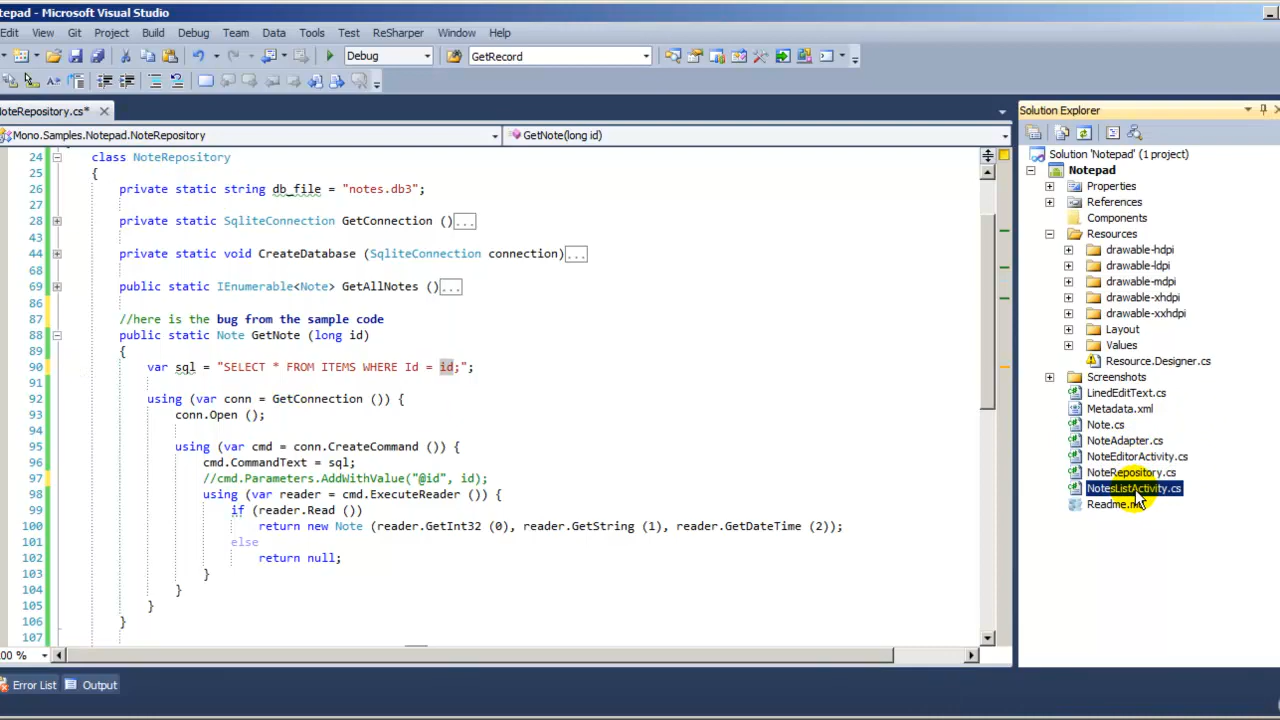 tepad - Microsoft Visual Studio
Edit View Git Project Build Debug Team Data Tools Test ReSharper Window Help
Debug GetRecord
oteRepository.cs*
Mono.Samples.Notepad.NoteRepository GetNote(long id)
24 class NoteRepository
25 {
26 private static string db_file = "notes.db3";
27
28 private static SqliteConnection GetConnection ()...
43
44 private static void CreateDatabase (SqliteConnection connection)...
68
69 public static IEnumerable<Note> GetAllNotes ()...
86
87 //here is the bug from the sample code
88 public static Note GetNote (long id)
89 {
90 var sql = "SELECT * FROM ITEMS WHERE Id = id;";
91
92 using (var conn = GetConnection ()) {
93 conn.Open ();
94
95 using (var cmd = conn.CreateCommand ()) {
96 cmd.CommandText = sql;
97 //cmd.Parameters.AddWithValue("@id", id);
98 using (var reader = cmd.ExecuteReader ()) {
99 if (reader.Read ())
100 return new Note (reader.GetInt32 (0), reader.GetString (1), reader.GetDateTime (2));
101 else
102 return null;
103 }
104 }
105 }
106 }
107
00 %
Error List Output
Solution Explorer
Solution 'Notepad' (1 project)
Notepad
Properties
References
Components
Resources
drawable-hdpi
drawable-ldpi
drawable-mdpi
drawable-xhdpi
drawable-xxhdpi
Layout
Values
Resource.Designer.cs
Screenshots
LinedEditText.cs
Metadata.xml
Note.cs
NoteAdapter.cs
NoteEditorActivity.cs
NoteRepository.cs
NotesListActivity.cs